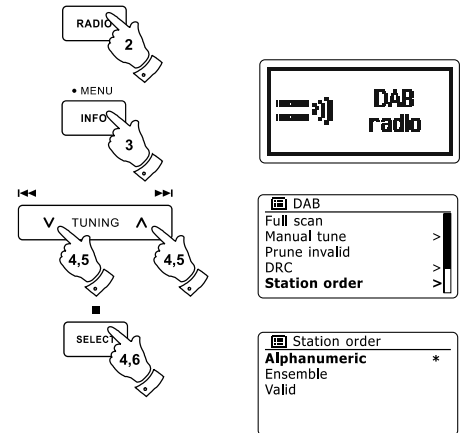 RADIO
2
• MENU
INFO
3
TUNING
4,5
4,5
SELECT
4,6
DAB
radio
DAB
Full scan
Manual tune >
Prune invalid
DRC >
Station order >
Station order
Alphanumeric *
Ensemble
Valid